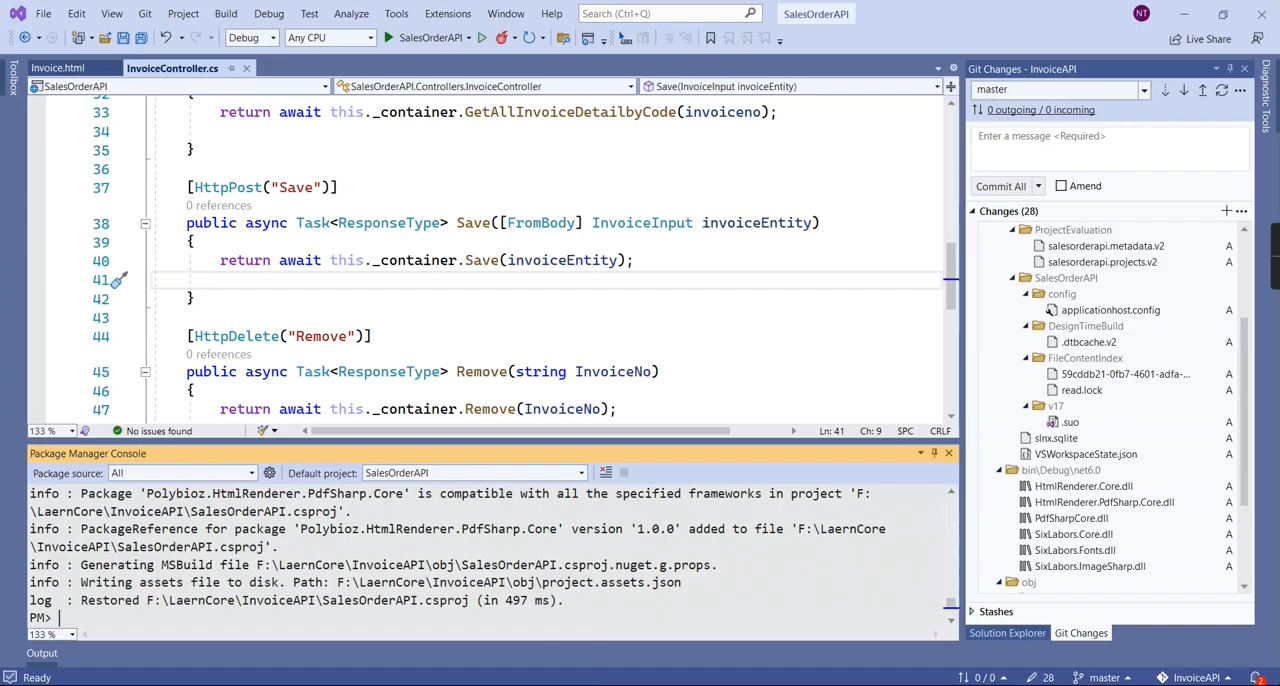 File Edit View Git Project Build Debug Test Analyze Tools Extensions Window Help Search (Ctrl+Q) SalesOrderAPI NT
Debug Any CPU SalesOrderAPI Live Share
Toolbox
Invoice.html InvoiceController.cs
SalesOrderAPI SalesOrderAPI.Controllers.InvoiceController Save(InvoiceInput invoiceEntity)
32 {
33 return await this._container.GetAllInvoiceDetailbyCode(invoiceno);
34
35 }
36
37 [HttpPost("Save")]
0 references
38 public async Task<ResponseType> Save([FromBody] InvoiceInput invoiceEntity)
39 {
40 return await this._container.Save(invoiceEntity);
41
42 }
43
44 [HttpDelete("Remove")]
0 references
45 public async Task<ResponseType> Remove(string InvoiceNo)
46 {
47 return await this._container.Remove(InvoiceNo);
133 % No issues found Ln: 41 Ch: 9 SPC CRLF
Package Manager Console
Package source: All Default project: SalesOrderAPI
info : Package 'Polybioz.HtmlRenderer.PdfSharp.Core' is compatible with all the specified frameworks in project 'F:
\LaernCore\InvoiceAPI\SalesOrderAPI.csproj'.
info : PackageReference for package 'Polybioz.HtmlRenderer.PdfSharp.Core' version '1.0.0' added to file 'F:\LaernCore
\InvoiceAPI\SalesOrderAPI.csproj'.
info : Generating MSBuild file F:\LaernCore\InvoiceAPI\obj\SalesOrderAPI.csproj.nuget.g.props.
info : Writing assets file to disk. Path: F:\LaernCore\InvoiceAPI\obj\project.assets.json
log : Restored F:\LaernCore\InvoiceAPI\SalesOrderAPI.csproj (in 497 ms).
PM>
133 %
Output
Git Changes - InvoiceAPI
master
0 outgoing / 0 incoming
Enter a message <Required>
Commit All Amend
Changes (28)
ProjectEvaluation
salesorderapi.metadata.v2 A
salesorderapi.projects.v2 A
SalesOrderAPI
config
applicationhost.config A
DesignTimeBuild
.dtbcache.v2 A
FileContentIndex
59cddb21-0fb7-4601-adfa-... A
read.lock A
v17
.suo A
slnx.sqlite A
VSWorkspaceState.json A
bin\Debug\net6.0
HtmlRenderer.Core.dll A
HtmlRenderer.PdfSharp.Core.dll A
PdfSharpCore.dll A
SixLabors.Core.dll A
SixLabors.Fonts.dll A
SixLabors.ImageSharp.dll A
obj
Stashes
Solution Explorer Git Changes
Diagnostic Tools
Ready 0 / 0 28 master InvoiceAPI 2